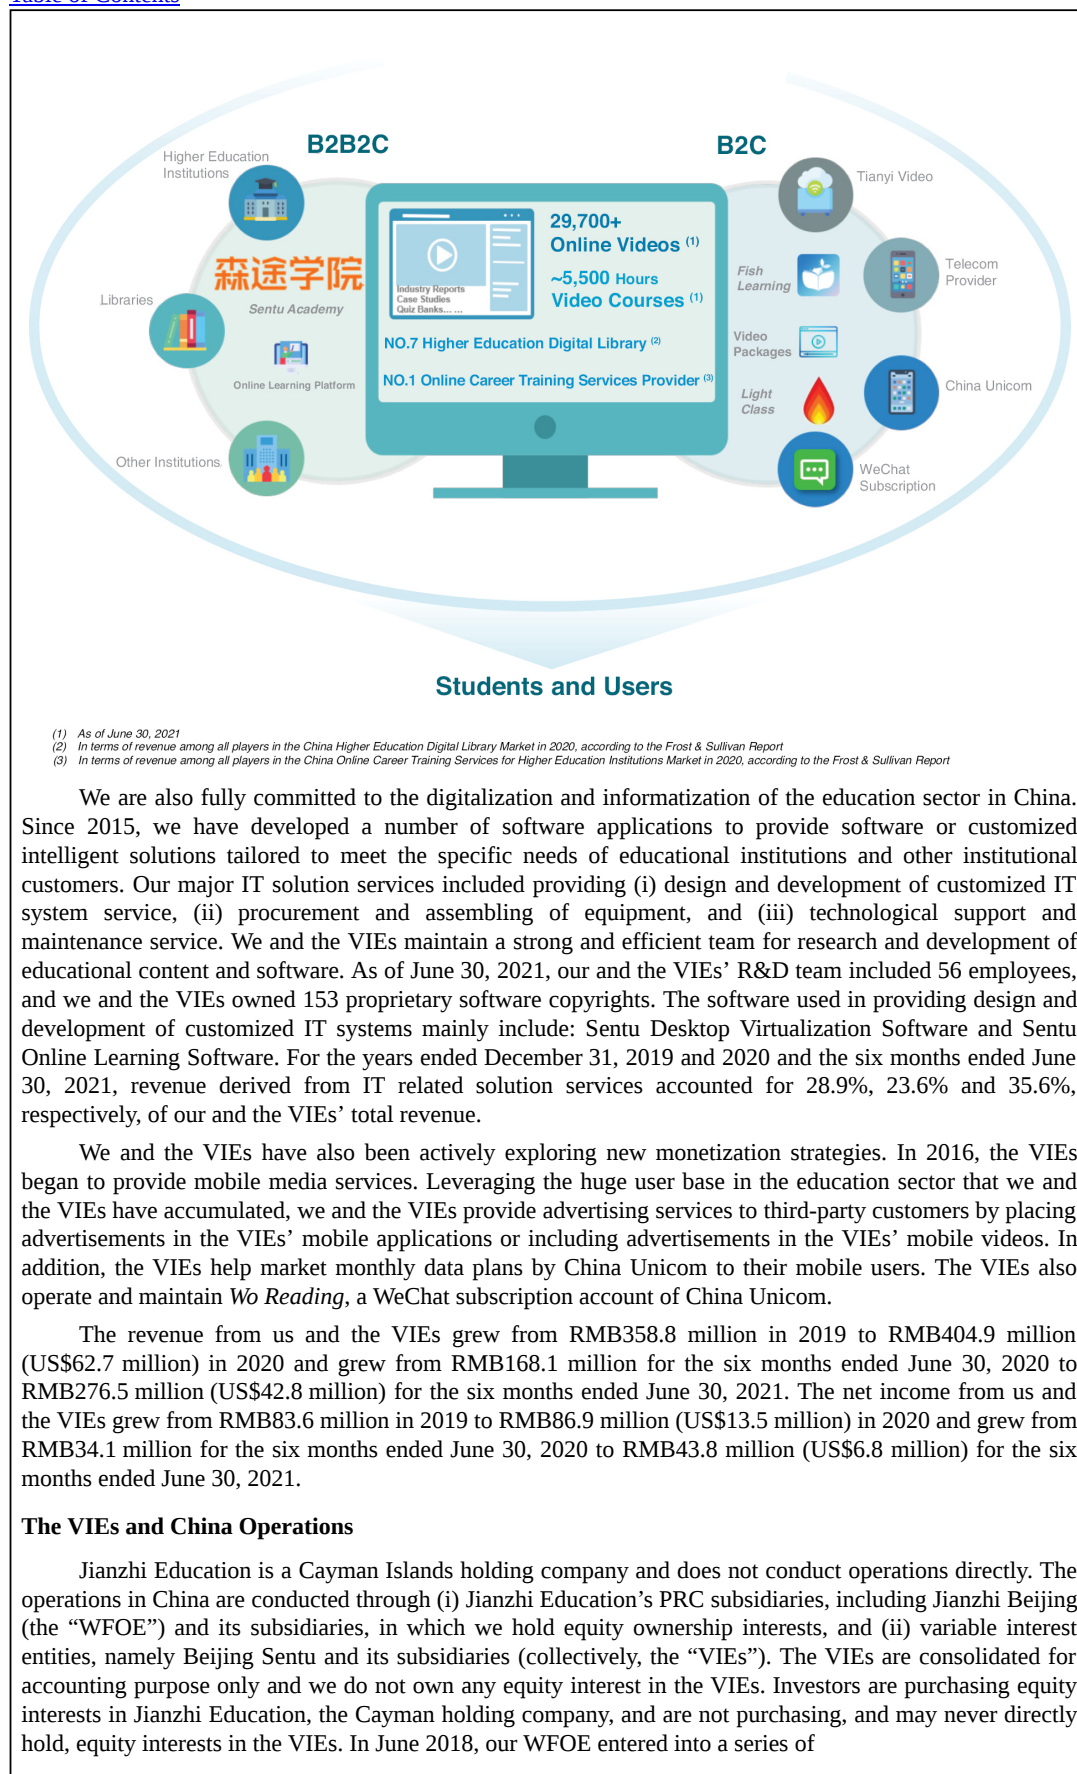 Table of Contents
B2B2C
B2C
Higher Education
Institutions
Tianyi Video
29,700+
Online Videos (1)
~5,500 Hours
Video Courses (1)
Industry Reports
Case Studies
Quiz Banks... ...
森途学院
Sentu Academy
Fish
Learning
Telecom
Provider
Libraries
NO.7 Higher Education Digital Library (2)
Video
Packages
Online Learning Platform
NO.1 Online Career Training Services Provider (3)
Light
Class
China Unicom
Other Institutions
WeChat
Subscription
Students and Users
(1) As of June 30, 2021
(2) In terms of revenue among all players in the China Higher Education Digital Library Market in 2020, according to the Frost & Sullivan Report
(3) In terms of revenue among all players in the China Online Career Training Services for Higher Education Institutions Market in 2020, according to the Frost & Sullivan Report
We are also fully committed to the digitalization and informatization of the education sector in China.
Since 2015, we have developed a number of software applications to provide software or customized
intelligent solutions tailored to meet the specific needs of educational institutions and other institutional
customers. Our major IT solution services included providing (i) design and development of customized IT
system service, (ii) procurement and assembling of equipment, and (iii) technological support and
maintenance service. We and the VIEs maintain a strong and efficient team for research and development of
educational content and software. As of June 30, 2021, our and the VIEs’ R&D team included 56 employees,
and we and the VIEs owned 153 proprietary software copyrights. The software used in providing design and
development of customized IT systems mainly include: Sentu Desktop Virtualization Software and Sentu
Online Learning Software. For the years ended December 31, 2019 and 2020 and the six months ended June
30, 2021, revenue derived from IT related solution services accounted for 28.9%, 23.6% and 35.6%,
respectively, of our and the VIEs’ total revenue.
We and the VIEs have also been actively exploring new monetization strategies. In 2016, the VIEs
began to provide mobile media services. Leveraging the huge user base in the education sector that we and
the VIEs have accumulated, we and the VIEs provide advertising services to third-party customers by placing
advertisements in the VIEs’ mobile applications or including advertisements in the VIEs’ mobile videos. In
addition, the VIEs help market monthly data plans by China Unicom to their mobile users. The VIEs also
operate and maintain Wo Reading, a WeChat subscription account of China Unicom.
The revenue from us and the VIEs grew from RMB358.8 million in 2019 to RMB404.9 million
(US$62.7 million) in 2020 and grew from RMB168.1 million for the six months ended June 30, 2020 to
RMB276.5 million (US$42.8 million) for the six months ended June 30, 2021. The net income from us and
the VIEs grew from RMB83.6 million in 2019 to RMB86.9 million (US$13.5 million) in 2020 and grew from
RMB34.1 million for the six months ended June 30, 2020 to RMB43.8 million (US$6.8 million) for the six
months ended June 30, 2021.
The VIEs and China Operations
Jianzhi Education is a Cayman Islands holding company and does not conduct operations directly. The
operations in China are conducted through (i) Jianzhi Education’s PRC subsidiaries, including Jianzhi Beijing
(the “WFOE”) and its subsidiaries, in which we hold equity ownership interests, and (ii) variable interest
entities, namely Beijing Sentu and its subsidiaries (collectively, the “VIEs”). The VIEs are consolidated for
accounting purpose only and we do not own any equity interest in the VIEs. Investors are purchasing equity
interests in Jianzhi Education, the Cayman holding company, and are not purchasing, and may never directly
hold, equity interests in the VIEs. In June 2018, our WFOE entered into a series of